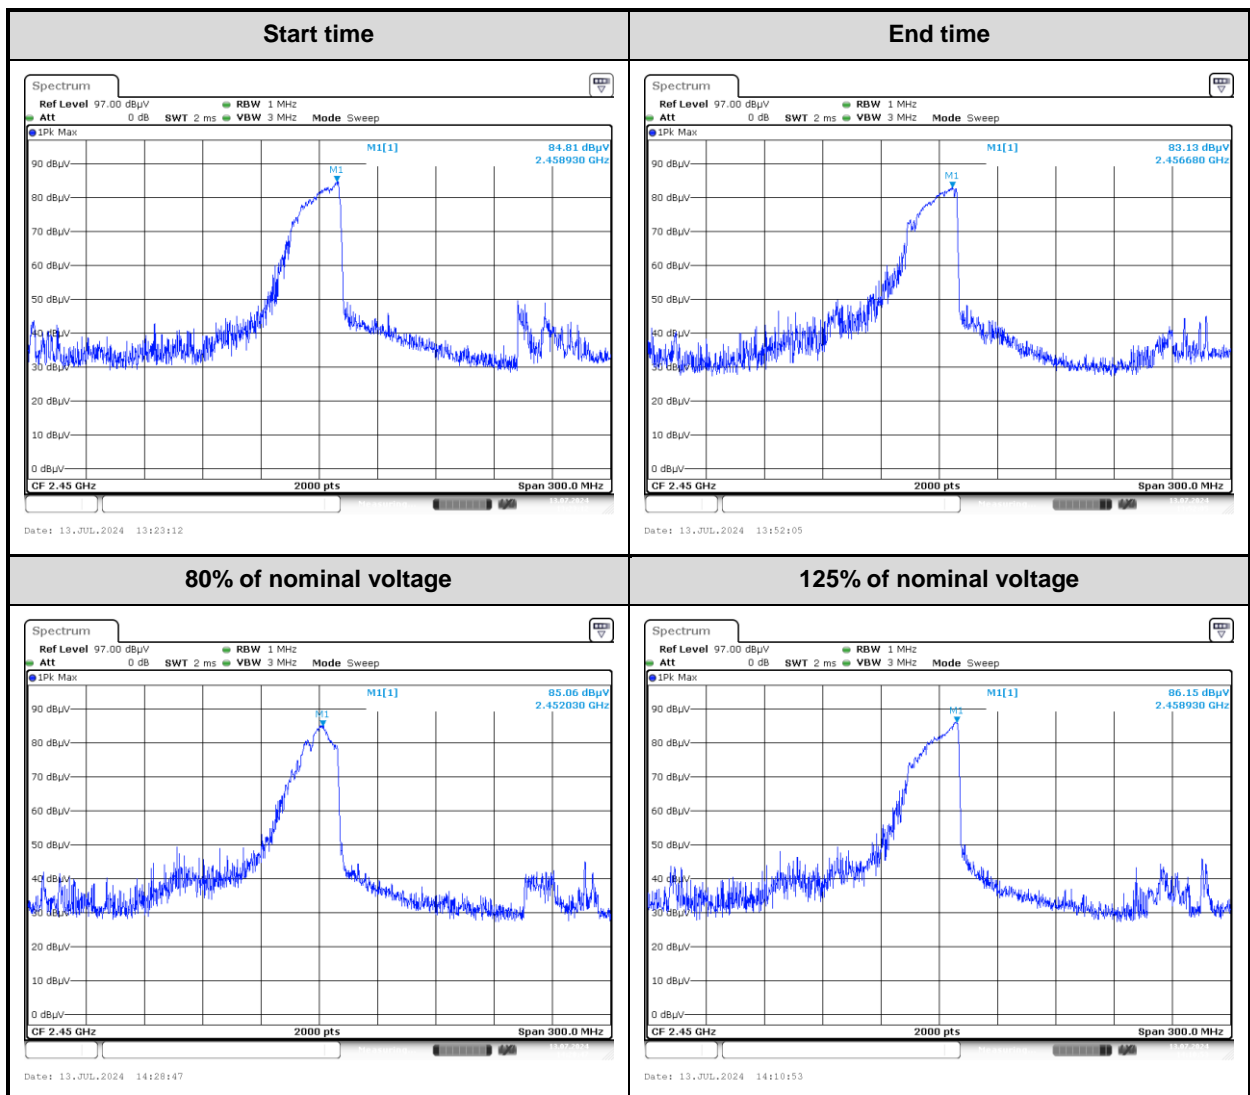 Start time
End time
Spectrum
Ref Level 97.00 dBµV RBW 1 MHz
Att 0 dB SWT 2 ms VBW 3 MHz Mode Sweep
1Pk Max
M1[1] 84.81 dBµV
2.458930 GHz
M1
90 dBµV
80 dBµV
70 dBµV
60 dBµV
50 dBµV
40 dBµV
30 dBµV
20 dBµV
10 dBµV
0 dBµV
CF 2.45 GHz 2000 pts Span 300.0 MHz
Date: 13.JUL.2024 13:23:12
Spectrum
Ref Level 97.00 dBµV RBW 1 MHz
Att 0 dB SWT 2 ms VBW 3 MHz Mode Sweep
1Pk Max
M1[1] 83.13 dBµV
2.456680 GHz
M1
90 dBµV
80 dBµV
70 dBµV
60 dBµV
50 dBµV
40 dBµV
30 dBµV
20 dBµV
10 dBµV
0 dBµV
CF 2.45 GHz 2000 pts Span 300.0 MHz
Date: 13.JUL.2024 13:52:05
80% of nominal voltage
125% of nominal voltage
Spectrum
Ref Level 97.00 dBµV RBW 1 MHz
Att 0 dB SWT 2 ms VBW 3 MHz Mode Sweep
1Pk Max
M1[1] 85.06 dBµV
2.452030 GHz
M1
90 dBµV
80 dBµV
70 dBµV
60 dBµV
50 dBµV
40 dBµV
30 dBµV
20 dBµV
10 dBµV
0 dBµV
CF 2.45 GHz 2000 pts Span 300.0 MHz
Date: 13.JUL.2024 14:28:47
Spectrum
Ref Level 97.00 dBµV RBW 1 MHz
Att 0 dB SWT 2 ms VBW 3 MHz Mode Sweep
1Pk Max
M1[1] 86.15 dBµV
2.458930 GHz
M1
90 dBµV
80 dBµV
70 dBµV
60 dBµV
50 dBµV
40 dBµV
30 dBµV
20 dBµV
10 dBµV
0 dBµV
CF 2.45 GHz 2000 pts Span 300.0 MHz
Date: 13.JUL.2024 14:10:53